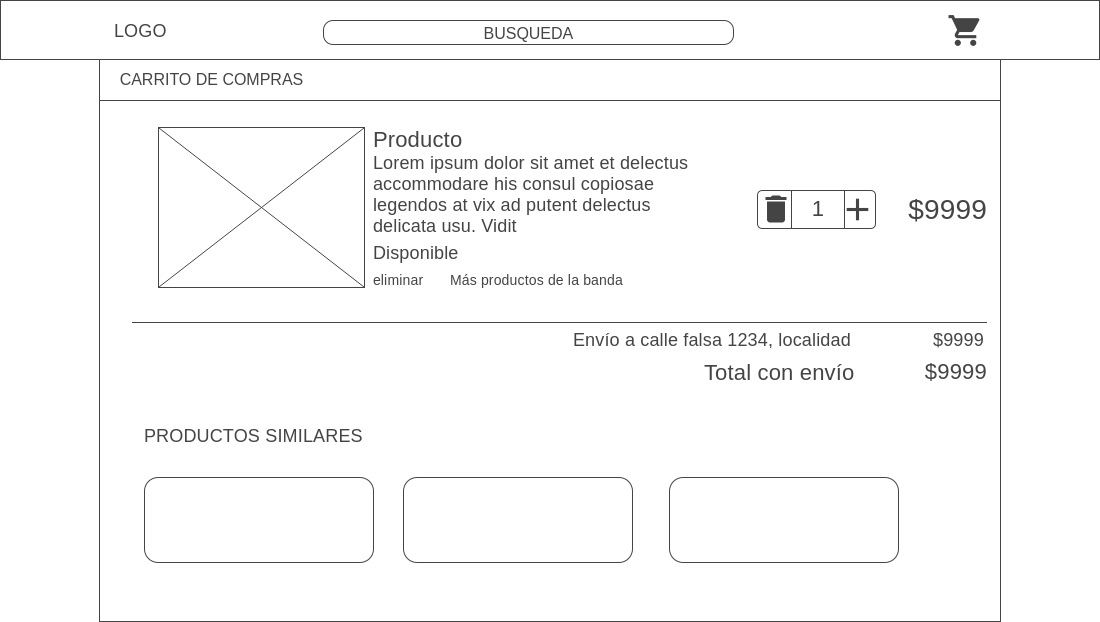 LOGO
BUSQUEDA
CARRITO DE COMPRAS
Producto
Lorem ipsum dolor sit amet et delectus
accommodare his consul copiosae
legendos at vix ad putent delectus
delicata usu. Vidit
Disponible
eliminar Más productos de la banda
1
$9999
Envío a calle falsa 1234, localidad $9999
Total con envío $9999
PRODUCTOS SIMILARES